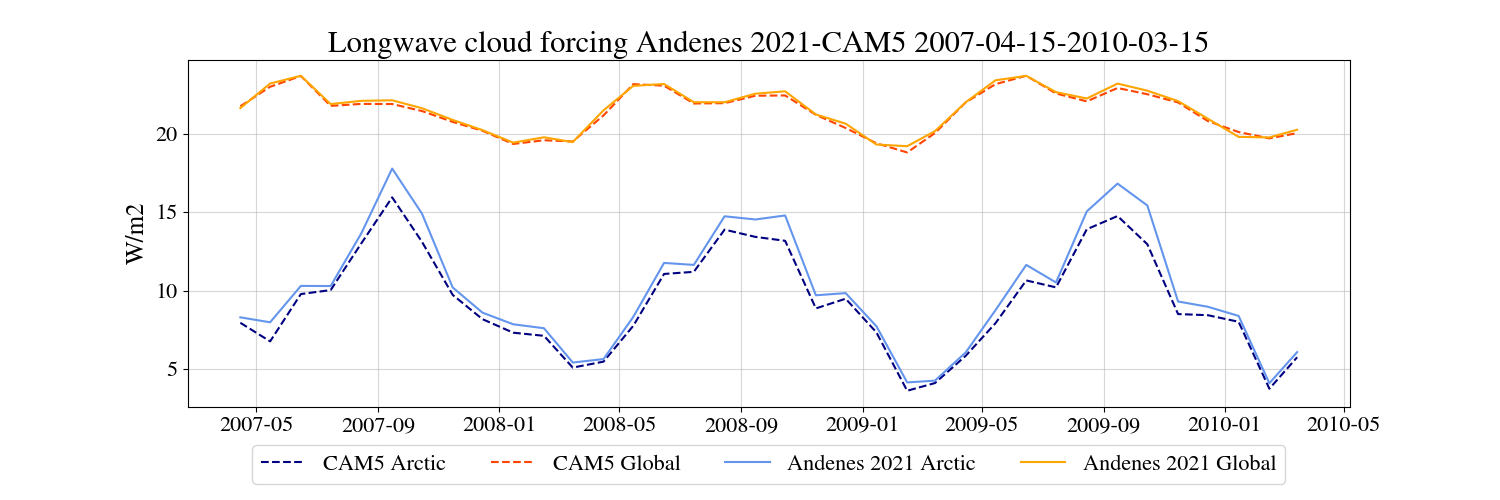 Longwave cloud forcing Andenes 2021-CAM5 2007-04-15-2010-03-15
W/m2
20
15
10
5
2007-05 2007-09 2008-01 2008-05 2008-09 2009-01 2009-05 2009-09 2010-01 2010-05
CAM5 Arctic CAM5 Global Andenes 2021 Arctic Andenes 2021 Global